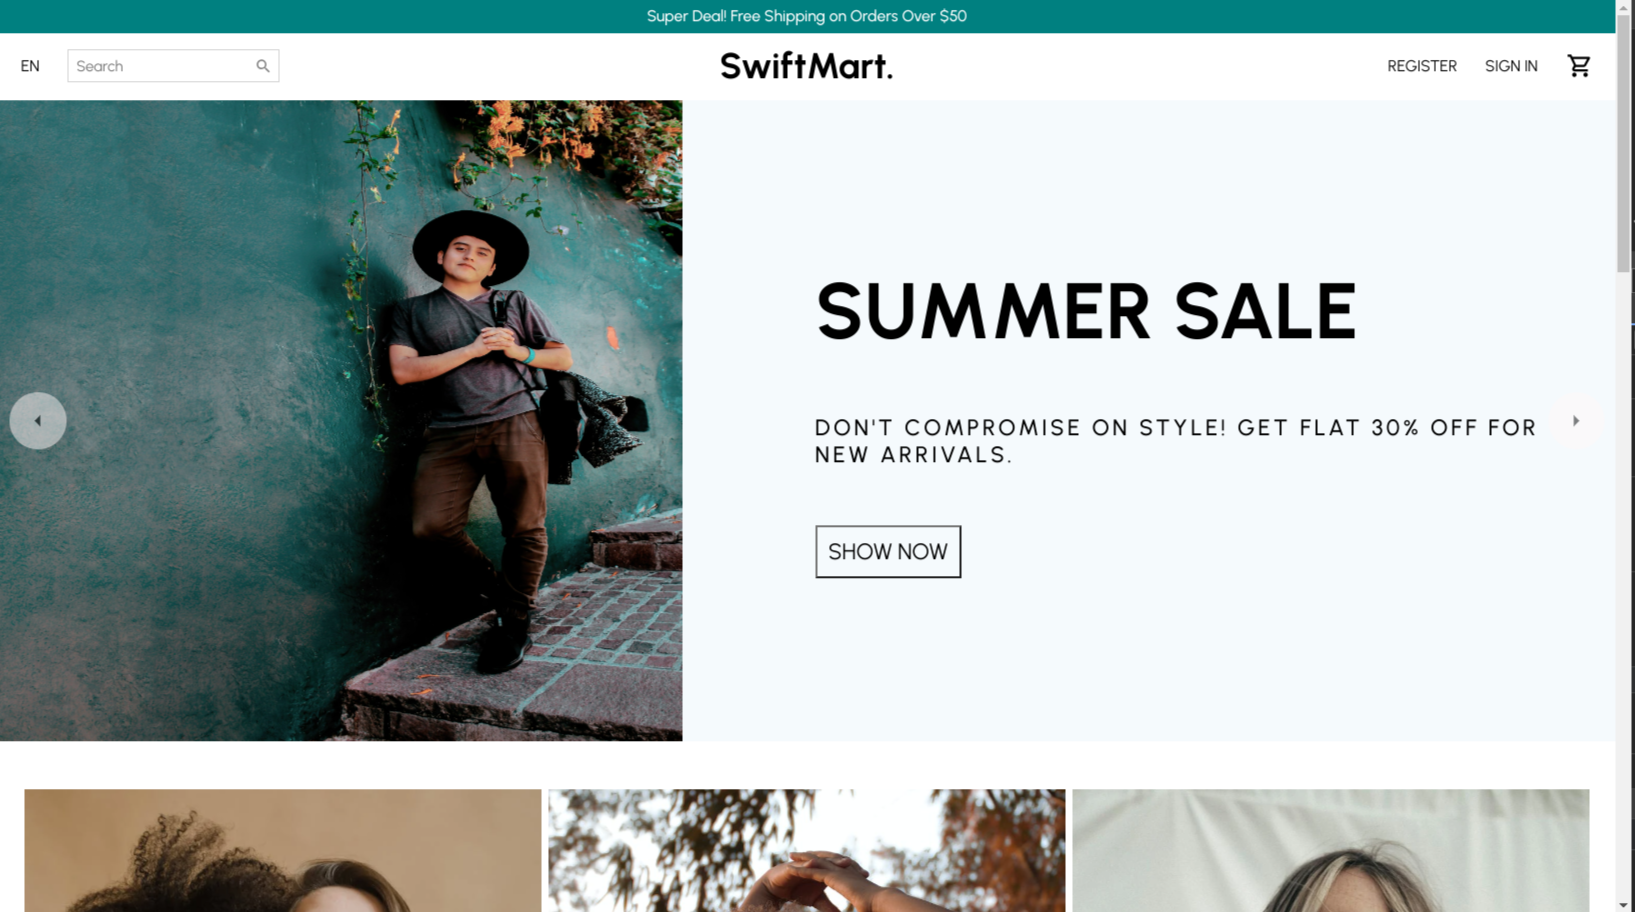 Super Deal! Free Shipping on Orders Over $50
EN
Search
SwiftMart.
REGISTER
SIGN IN
SUMMER SALE
DON'T COMPROMISE ON STYLE! GET FLAT 30% OFF FOR
NEW ARRIVALS.
SHOW NOW